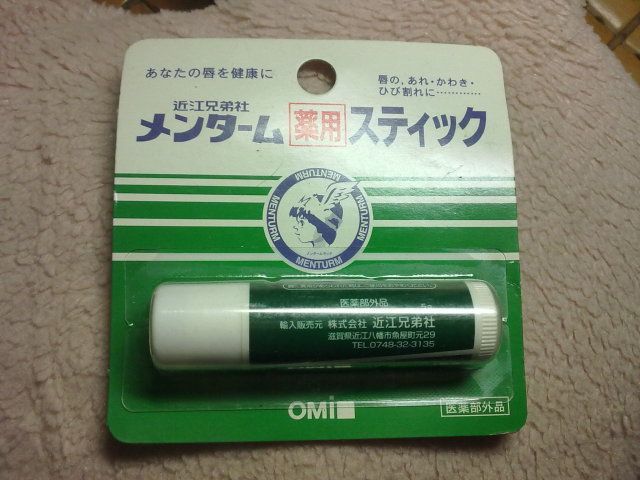 あなたの唇を健康に
唇の、あれ・かわき・
ひび割れに…………
近江兄弟社
メンターム 薬用 スティック
MENTURM
MENTURM
MENTURM
MENTURM
医薬部外品
輸入販売元 株式会社 近江兄弟社
滋賀県近江八幡市魚屋町元29
TEL.0748-32-3135
OMi
医薬部外品